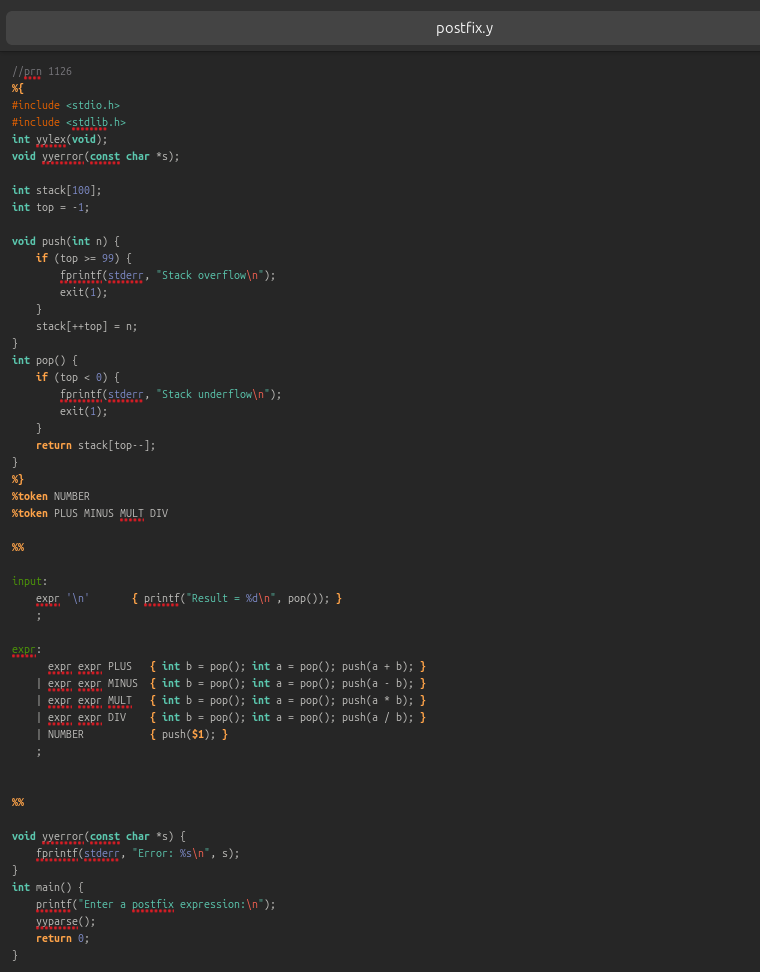 postfix.y
//prn 1126
%{
#include <stdio.h>
#include <stdlib.h>
int yylex(void);
void yyerror(const char *s);
int stack[100];
int top = -1;
void push(int n) {
    if (top >= 99) {
        fprintf(stderr, "Stack overflow\n");
        exit(1);
    }
    stack[++top] = n;
}
int pop() {
    if (top < 0) {
        fprintf(stderr, "Stack underflow\n");
        exit(1);
    }
    return stack[top--];
}
%}
%token NUMBER
%token PLUS MINUS MULT DIV
%%
input:
    expr '\n'       { printf("Result = %d\n", pop()); }
    ;
expr:
      expr expr PLUS   { int b = pop(); int a = pop(); push(a + b); }
    | expr expr MINUS  { int b = pop(); int a = pop(); push(a - b); }
    | expr expr MULT   { int b = pop(); int a = pop(); push(a * b); }
    | expr expr DIV    { int b = pop(); int a = pop(); push(a / b); }
    | NUMBER           { push($1); }
    ;
%%
void yyerror(const char *s) {
    fprintf(stderr, "Error: %s\n", s);
}
int main() {
    printf("Enter a postfix expression:\n");
    yyparse();
    return 0;
}